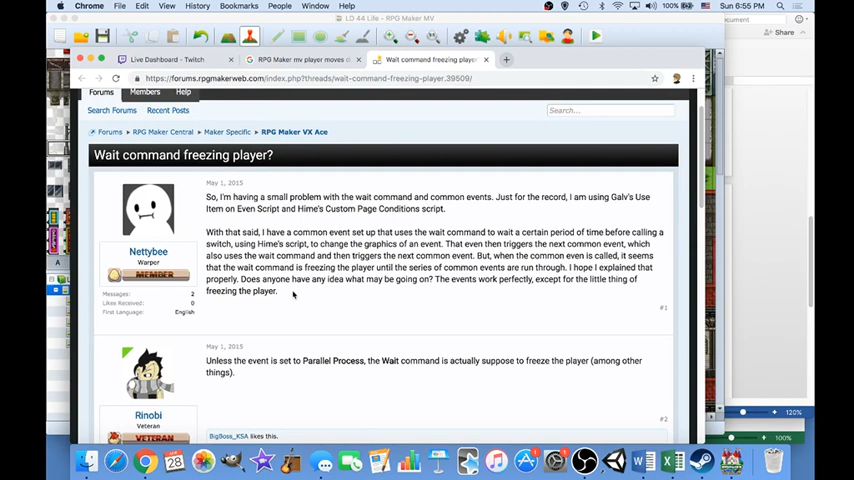 Chrome File Edit View History Bookmarks People Window Help
100% Sun 6:55 PM
LD 44 Life - RPG Maker MV
ocument
Share
Live Dashboard - Twitch
RPG Maker mv player moves o
Wait command freezing player
https://forums.rpgmakerweb.com/index.php?threads/wait-command-freezing-player.39509/
Forums Members Help
Search Forums Recent Posts
Search...
Forums RPG Maker Central Maker Specific RPG Maker VX Ace
Wait command freezing player?
May 1, 2015
So, I'm having a small problem with the wait command and common events. Just for the record, I am using Galv's Use
Item on Even Script and Hime's Custom Page Conditions script.
With that said, I have a common event set up that uses the wait command to wait a certain period of time before calling a
switch, using Hime's script, to change the graphics of an event. That even then triggers the next common event, which
also uses the wait command and then triggers the next common event. But, when the common even is called, it seems
that the wait command is freezing the player until the series of common events are run through. I hope I explained that
properly. Does anyone have any idea what may be going on? The events work perfectly, except for the little thing of
freezing the player.
#1
Nettybee
Warper
MEMBER
Messages: 2
Likes Received: 0
First Language: English
May 1, 2015
Unless the event is set to Parallel Process, the Wait command is actually suppose to freeze the player (among other
things).
#2
Rinobi
Veteran
VETERAN
BigBoss_KSA likes this.
120%
100%
28